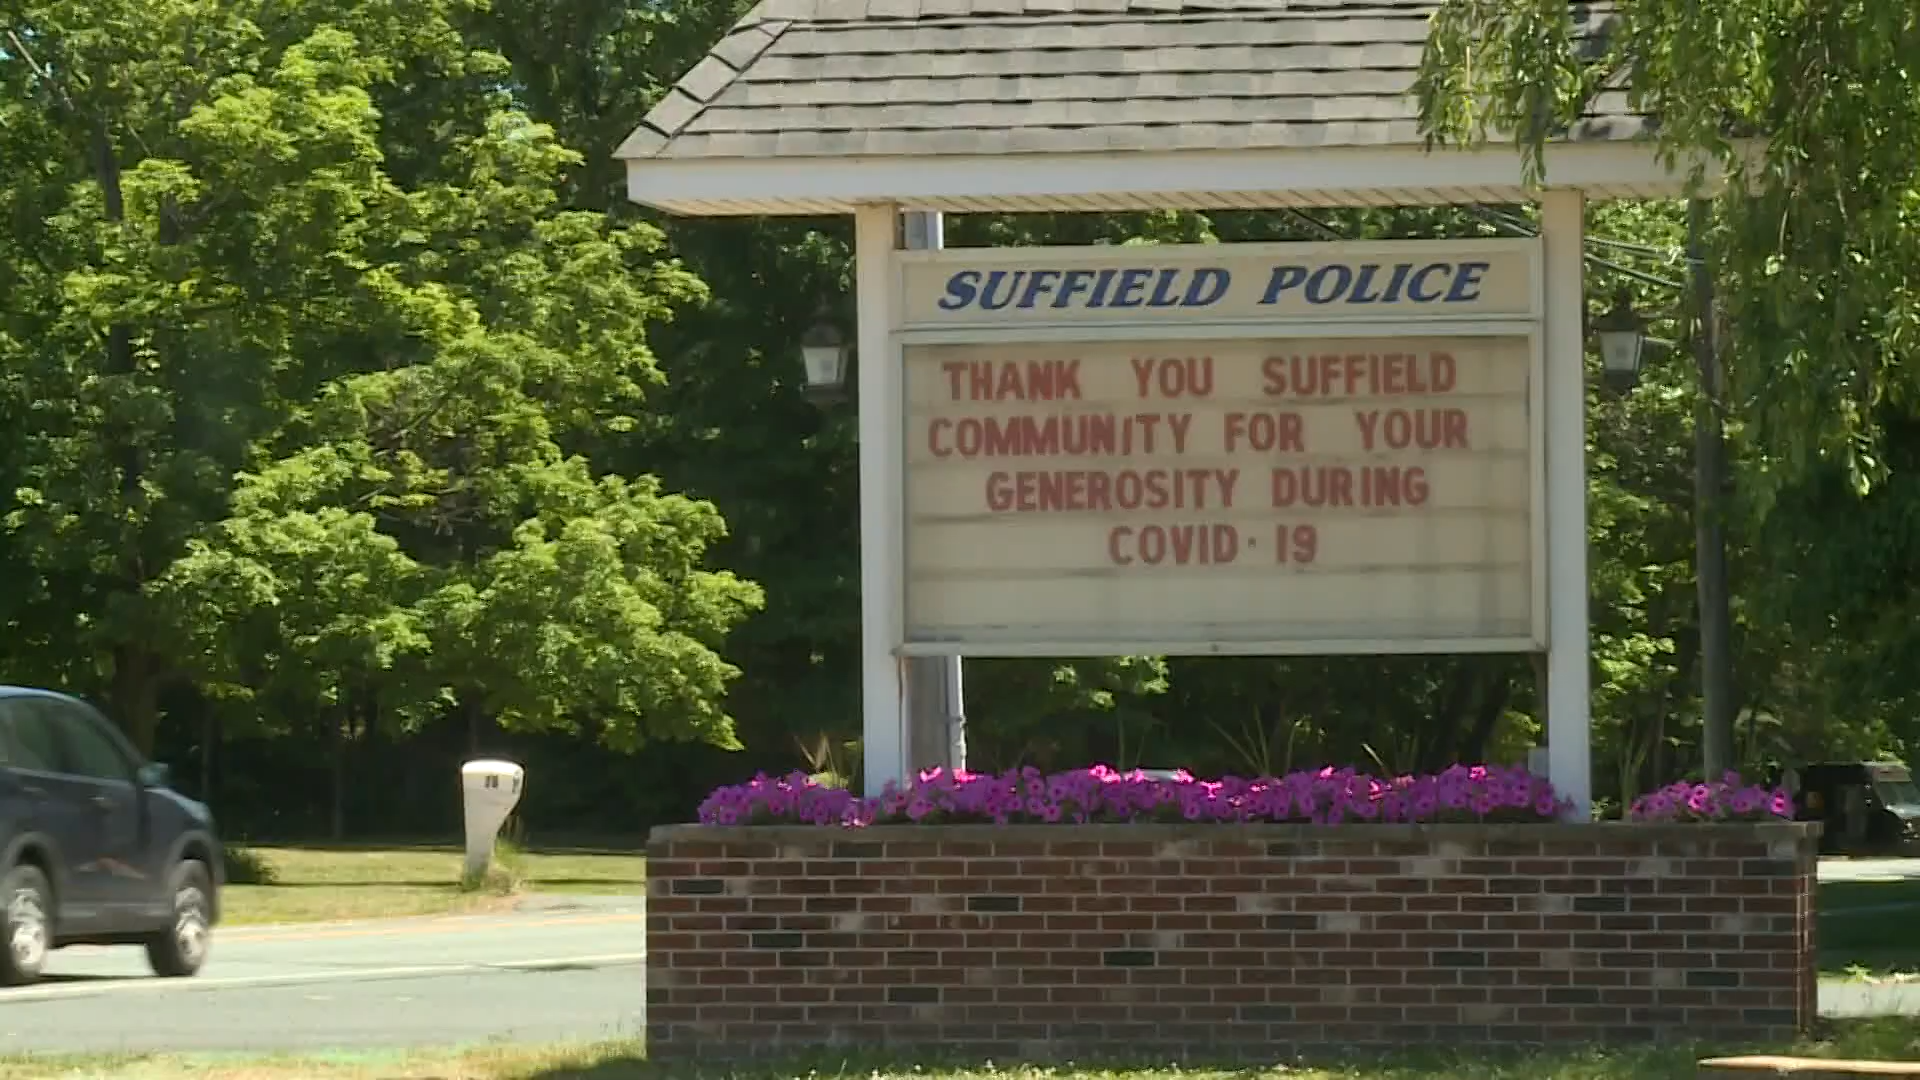 SUFFIELD POLICE
THANK YOU SUFFIELD
COMMUNITY FOR YOUR
GENEROSITY DURING
COVID-19